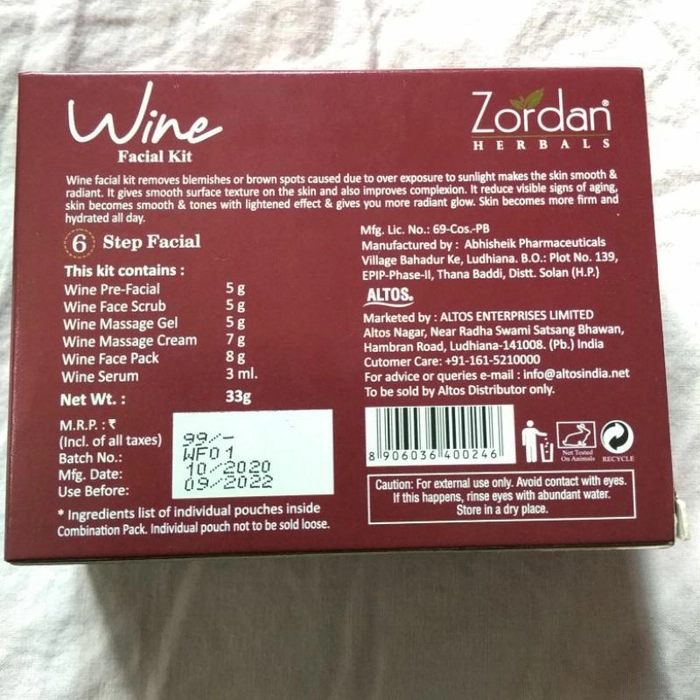 Wine
Facial Kit
Zordan®
HERBALS
Wine facial kit removes blemishes or brown spots caused due to over exposure to sunlight makes the skin smooth &
radiant. It gives smooth surface texture on the skin and also improves complexion. It reduce visible signs of aging,
skin becomes smooth & tones with lightened effect & gives you more radiant glow. Skin becomes more firm and
hydrated all day.
6 Step Facial
This kit contains :
Wine Pre-Facial 5 g
Wine Face Scrub 5 g
Wine Massage Gel 5 g
Wine Massage Cream 7 g
Wine Face Pack 8 g
Wine Serum 3 ml.
Net Wt. : 33g
M.R.P. : ₹ 99/-
(Incl. of all taxes)
Batch No.: WF01
Mfg. Date: 10/2020
Use Before: 09/2022
* Ingredients list of individual pouches inside
Combination Pack. Individual pouch not to be sold loose.
Mfg. Lic. No.: 69-Cos.-PB
Manufactured by : Abhisheik Pharmaceuticals
Village Bahadur Ke, Ludhiana. B.O.: Plot No. 139,
EPIP-Phase-II, Thana Baddi, Distt. Solan (H.P.)
ALTOS®
Marketed by : ALTOS ENTERPRISES LIMITED
Altos Nagar, Near Radha Swami Satsang Bhawan,
Hambran Road, Ludhiana-141008. (Pb.) India
Cutomer Care: +91-161-5210000
For advice or queries e-mail : info@altosindia.net
To be sold by Altos Distributor only.
8 906036 400246
Not Tested
On Animals
RECYCLE
Caution: For external use only. Avoid contact with eyes.
If this happens, rinse eyes with abundant water.
Store in a dry place.